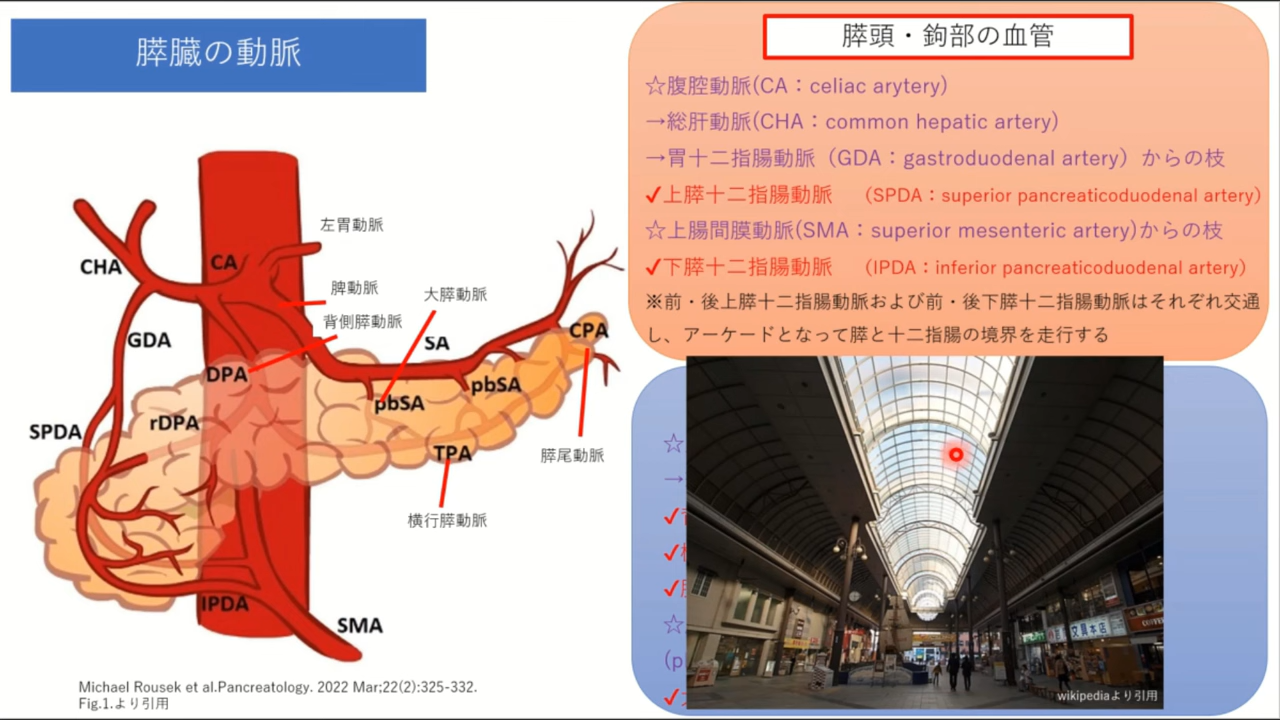 膵臓の動脈
CHA
CA
左胃動脈
脾動脈
大膵動脈
背側膵動脈
GDA
SA
CPA
DPA
pbSA
pbSA
rDPA
SPDA
TPA
膵尾動脈
横行膵動脈
IPDA
SMA
Michael Rousek et al.Pancreatology. 2022 Mar;22(2):325-332.
Fig.1.より引用
膵頭・鉤部の血管
☆腹腔動脈(CA：celiac arytery)
→総肝動脈(CHA：common hepatic artery)
→胃十二指腸動脈（GDA：gastroduodenal artery）からの枝
✓上膵十二指腸動脈　（SPDA：superior pancreaticoduodenal artery）
☆上腸間膜動脈(SMA：superior mesenteric artery)からの枝
✓下膵十二指腸動脈　（IPDA：inferior pancreaticoduodenal artery）
※前・後上膵十二指腸動脈および前・後下膵十二指腸動脈はそれぞれ交通
し、アーケードとなって膵と十二指腸の境界を走行する
☆
→
✓
✓
✓
☆
(p
✓
文具本店
wikipediaより引用